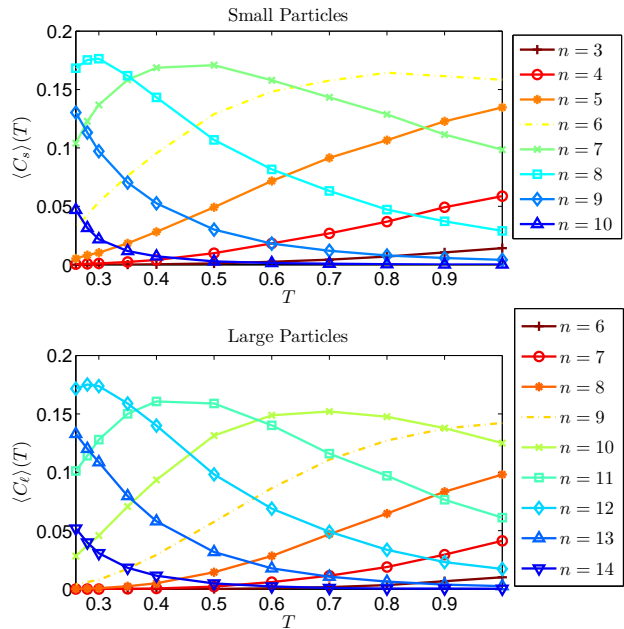 Small Particles
0.2
0.15
0.1
0.05
0
⟨C_s⟩(T)
0.3 0.4 0.5 0.6 0.7 0.8 0.9
T
n = 3
n = 4
n = 5
n = 6
n = 7
n = 8
n = 9
n = 10
Large Particles
0.2
0.15
0.1
0.05
0
⟨C_ℓ⟩(T)
0.3 0.4 0.5 0.6 0.7 0.8 0.9
T
n = 6
n = 7
n = 8
n = 9
n = 10
n = 11
n = 12
n = 13
n = 14